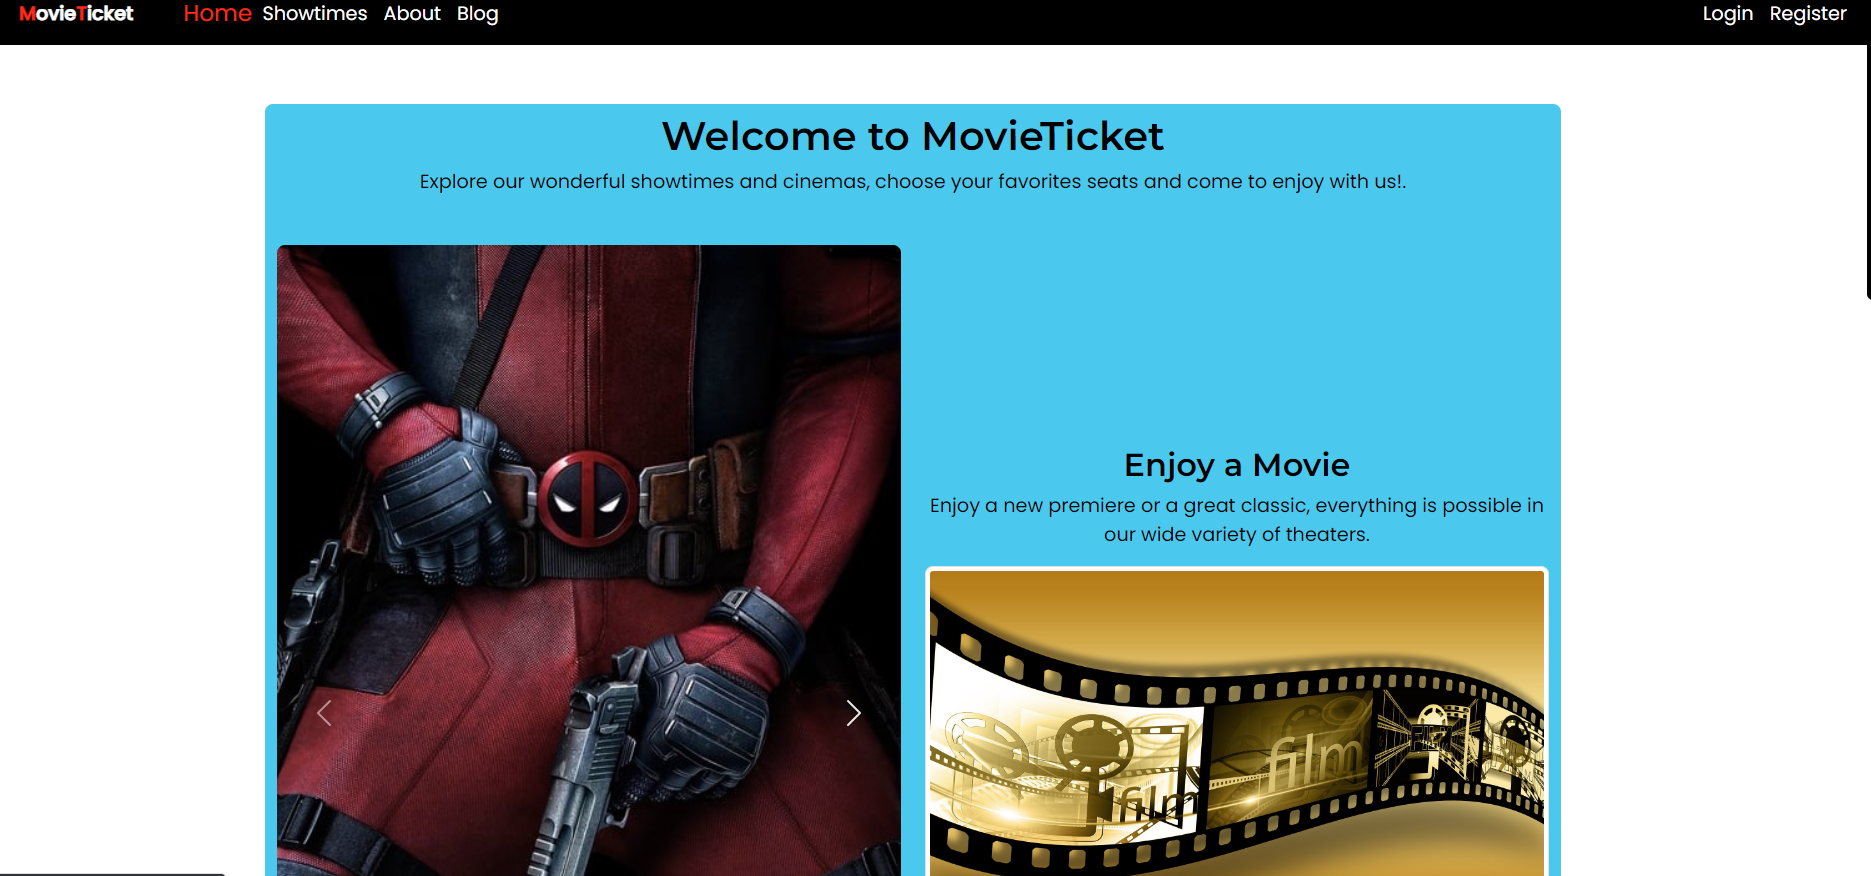 MovieTicket Home Showtimes About Blog Login Register
Welcome to MovieTicket
Explore our wonderful showtimes and cinemas, choose your favorites seats and come to enjoy with us!.
Enjoy a Movie
Enjoy a new premiere or a great classic, everything is possible in
our wide variety of theaters.
film
film